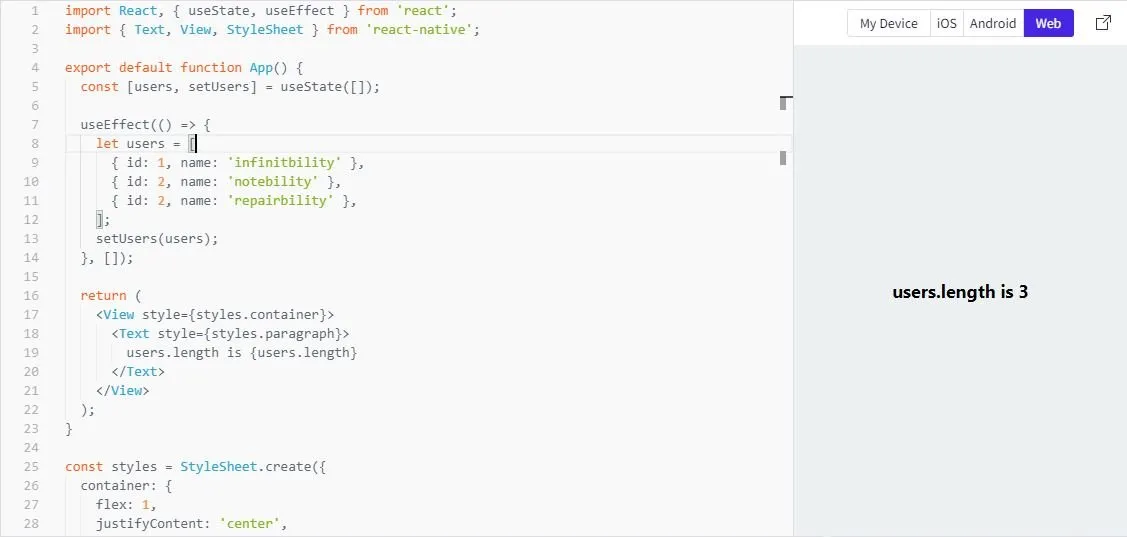 1 import React, { useState, useEffect } from 'react';
2 import { Text, View, StyleSheet } from 'react-native';
3
4 export default function App() {
5   const [users, setUsers] = useState([]);
6
7   useEffect(() => {
8     let users = [
9       { id: 1, name: 'infinitbility' },
10       { id: 2, name: 'notebility' },
11       { id: 2, name: 'repairbility' },
12     ];
13     setUsers(users);
14   }, []);
15
16   return (
17     <View style={styles.container}>
18       <Text style={styles.paragraph}>
19         users.length is {users.length}
20       </Text>
21     </View>
22   );
23 }
24
25 const styles = StyleSheet.create({
26   container: {
27     flex: 1,
28     justifyContent: 'center',
My Device iOS Android Web
users.length is 3